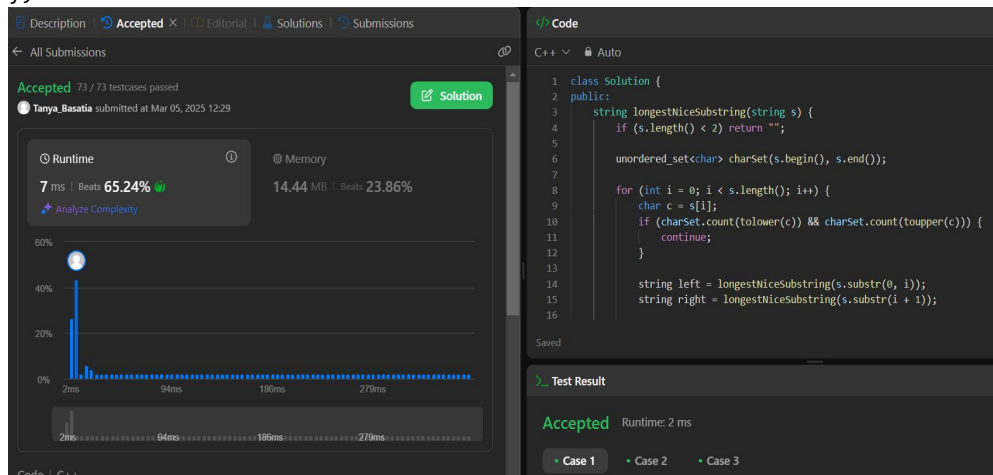 Description
Accepted
Editorial
Solutions
Submissions
All Submissions
Accepted 73 / 73 testcases passed
Tanya_Basatia submitted at Mar 05, 2025 12:29
Solution
Runtime
7 ms | Beats 65.24%
Analyze Complexity
Memory
14.44 MB | Beats 23.86%
60%
40%
20%
0%
2ms 94ms 186ms 279ms
2ms 94ms 186ms 279ms
Code | C++
</> Code
C++ Auto
1 class Solution {
2 public:
3 string longestNiceSubstring(string s) {
4 if (s.length() < 2) return "";
5
6 unordered_set<char> charSet(s.begin(), s.end());
7
8 for (int i = 0; i < s.length(); i++) {
9 char c = s[i];
10 if (charSet.count(tolower(c)) && charSet.count(toupper(c))) {
11 continue;
12 }
13
14 string left = longestNiceSubstring(s.substr(0, i));
15 string right = longestNiceSubstring(s.substr(i + 1));
16
Saved
Test Result
Accepted Runtime: 2 ms
Case 1 Case 2 Case 3